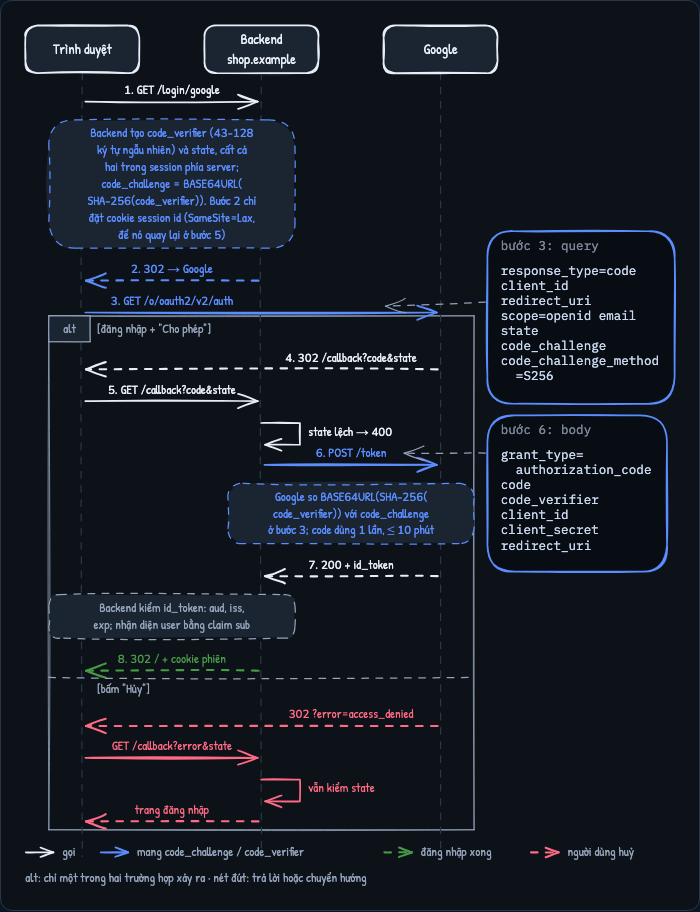 Trình duyệt
Backend
shop.example
Google
1. GET /login/google
Backend tạo code_verifier (43-128
ký tự ngẫu nhiên) và state, cất cả
hai trong session phía server;
code_challenge = BASE64URL(
SHA-256(code_verifier)). Bước 2 chỉ
đặt cookie session id (SameSite=Lax,
để nó quay lại ở bước 5)
2. 302 → Google
3. GET /o/oauth2/v2/auth
bước 3: query
response_type=code
client_id
redirect_uri
scope=openid email
state
code_challenge
code_challenge_method
=S256
alt
[đăng nhập + "Cho phép"]
4. 302 /callback?code&state
5. GET /callback?code&state
state lệch → 400
6. POST /token
bước 6: body
grant_type=
authorization_code
code
code_verifier
client_id
client_secret
redirect_uri
Google so BASE64URL(SHA-256(
code_verifier)) với code_challenge
ở bước 3; code dùng 1 lần, ≤ 10 phút
7. 200 + id_token
Backend kiểm id_token: aud, iss,
exp; nhận diện user bằng claim sub
8. 302 / + cookie phiên
[bấm "Hủy"]
302 ?error=access_denied
GET /callback?error&state
vẫn kiểm state
trang đăng nhập
gọi
mang code_challenge / code_verifier
đăng nhập xong
người dùng huỷ
alt: chỉ một trong hai trường hợp xảy ra · nét đứt: trả lời hoặc chuyển hướng